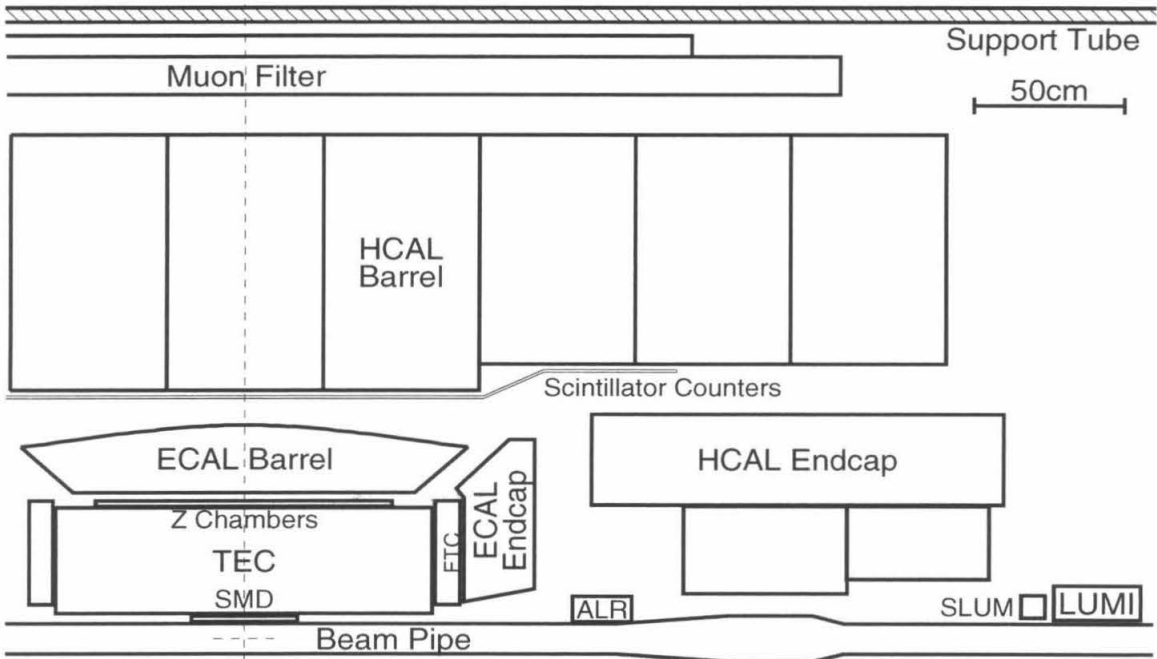 Support Tube
Muon Filter
50cm
HCAL
Barrel
Scintillator Counters
ECAL Barrel
HCAL Endcap
ECAL
Endcap
Z Chambers
FTC
TEC
SMD
ALR
SLUM
LUMI
Beam Pipe